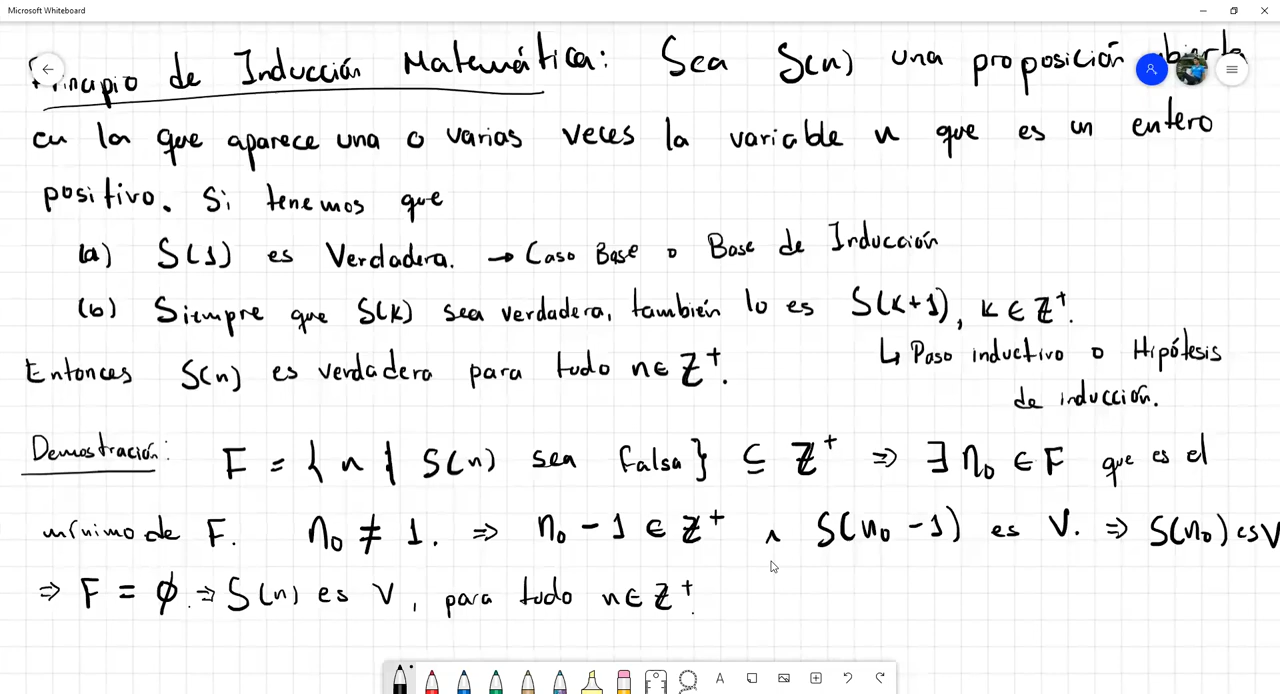 Microsoft Whiteboard
Principio de Inducción Matemática: Sea S(n) una proposición abierta
en la que aparece una o varias veces la variable n que es un entero
positivo. Si tenemos que
(a) S(1) es Verdadera. → Caso Base o Base de Inducción
(b) Siempre que S(k) sea verdadera, también lo es S(k+1), k ∈ Z⁺.
↳ Paso inductivo o Hipótesis
de inducción.
Entonces S(n) es verdadera para todo n ∈ Z⁺.
Demostración: F = { n | S(n) sea falsa} ⊆ Z⁺ ⇒ ∃ n₀ ∈ F que es el
mínimo de F. n₀ ≠ 1. ⇒ n₀ - 1 ∈ Z⁺ ∧ S(n₀ - 1) es V. ⇒ S(n₀) es V
⇒ F = ∅. ⇒ S(n) es V, para todo n ∈ Z⁺.